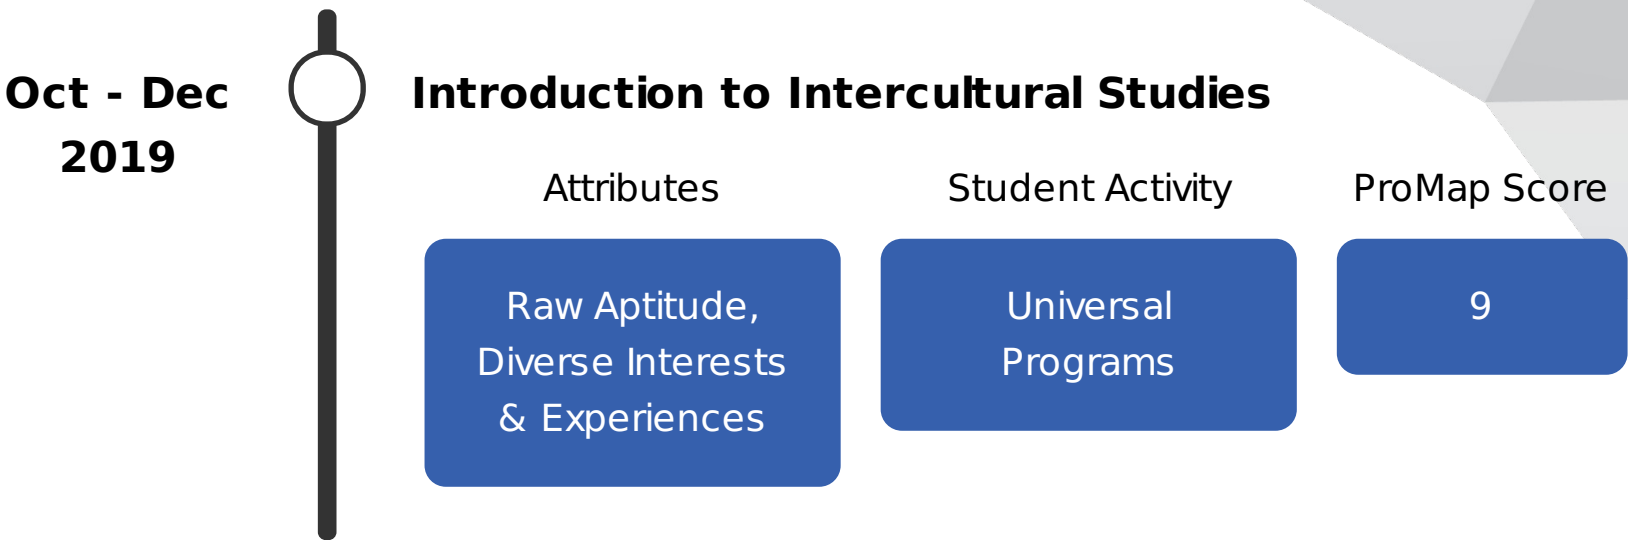 Oct - Dec
2019
Introduction to Intercultural Studies
Attributes
Student Activity
ProMap Score
Raw Aptitude,
Diverse Interests
& Experiences
Universal
Programs
9